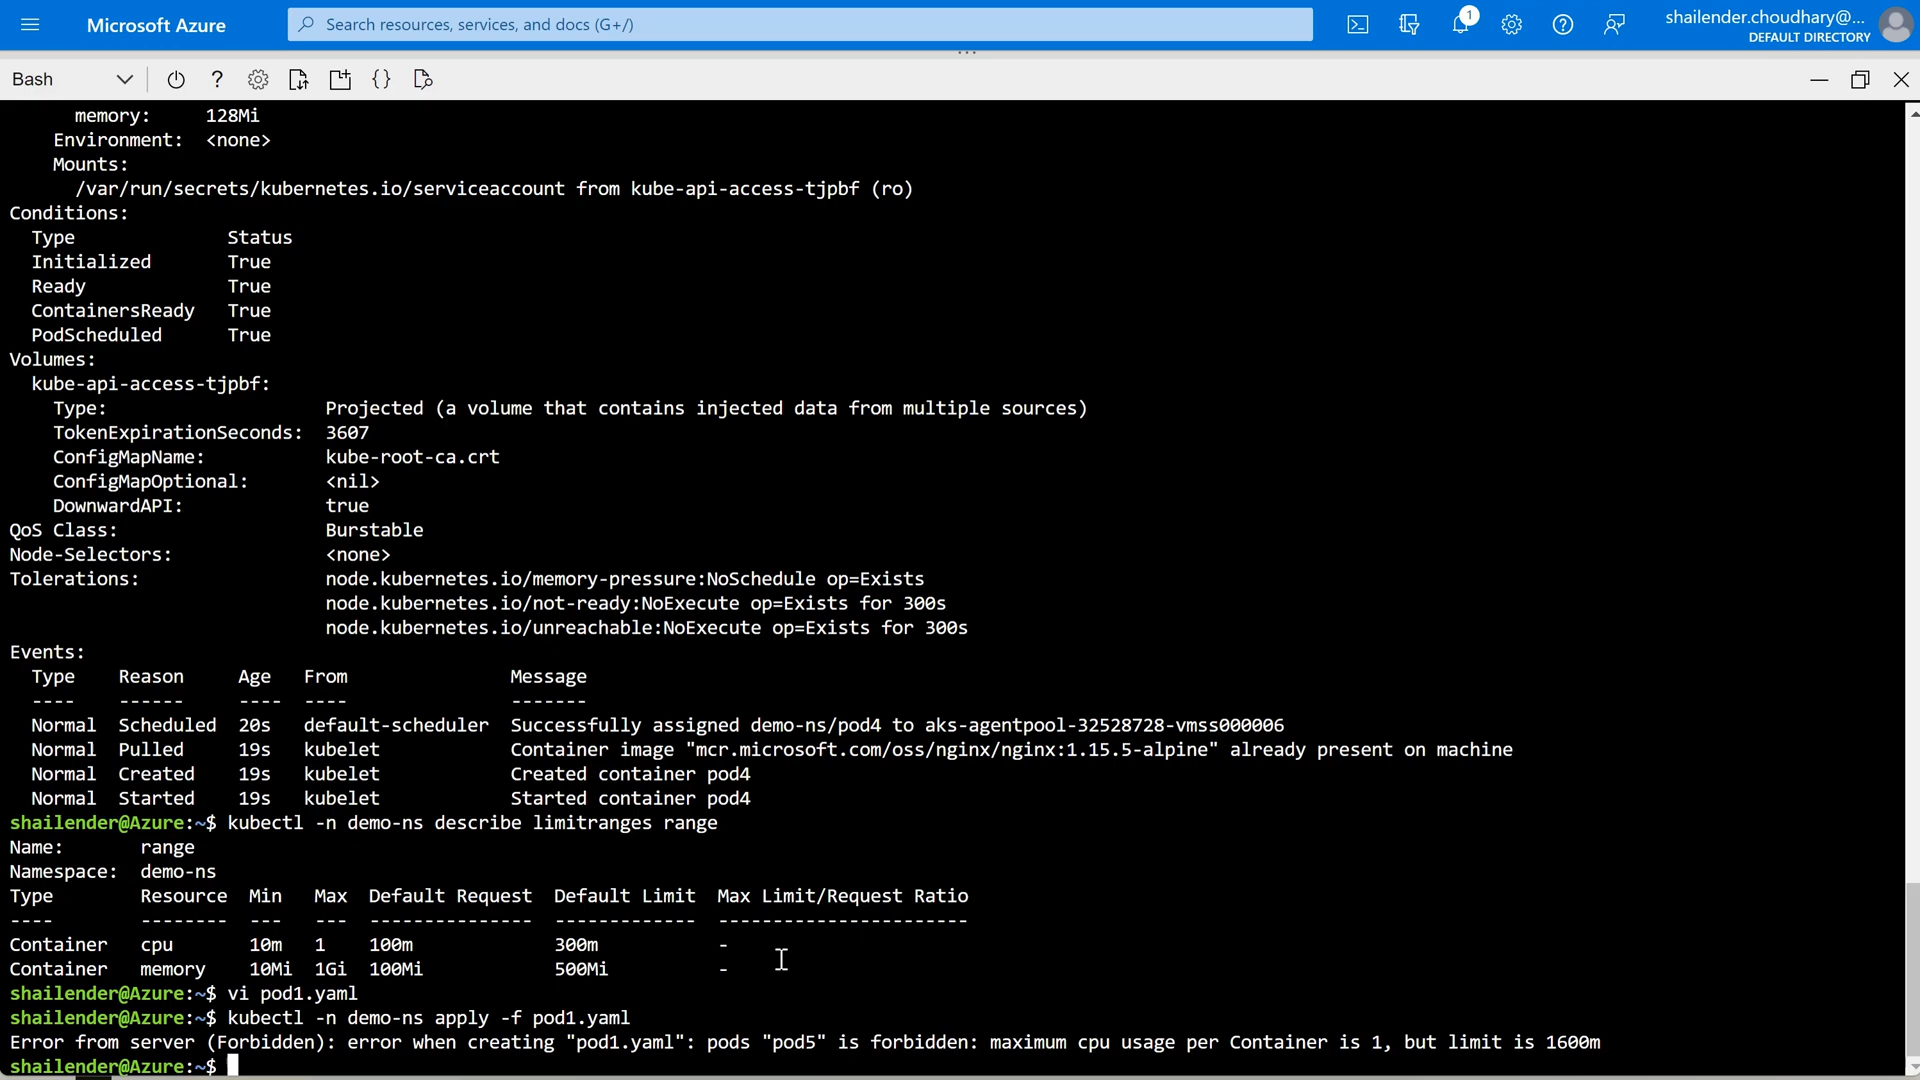 Microsoft Azure
Search resources, services, and docs (G+/)
1
shailender.choudhary@...
DEFAULT DIRECTORY
Bash
memory: 128Mi
Environment: <none>
Mounts:
/var/run/secrets/kubernetes.io/serviceaccount from kube-api-access-tjpbf (ro)
Conditions:
Type Status
Initialized True
Ready True
ContainersReady True
PodScheduled True
Volumes:
kube-api-access-tjpbf:
Type: Projected (a volume that contains injected data from multiple sources)
TokenExpirationSeconds: 3607
ConfigMapName: kube-root-ca.crt
ConfigMapOptional: <nil>
DownwardAPI: true
QoS Class: Burstable
Node-Selectors: <none>
Tolerations: node.kubernetes.io/memory-pressure:NoSchedule op=Exists
node.kubernetes.io/not-ready:NoExecute op=Exists for 300s
node.kubernetes.io/unreachable:NoExecute op=Exists for 300s
Events:
Type Reason Age From Message
---- ------ ---- ---- -------
Normal Scheduled 20s default-scheduler Successfully assigned demo-ns/pod4 to aks-agentpool-32528728-vmss000006
Normal Pulled 19s kubelet Container image "mcr.microsoft.com/oss/nginx/nginx:1.15.5-alpine" already present on machine
Normal Created 19s kubelet Created container pod4
Normal Started 19s kubelet Started container pod4
shailender@Azure:~$ kubectl -n demo-ns describe limitranges range
Name: range
Namespace: demo-ns
Type Resource Min Max Default Request Default Limit Max Limit/Request Ratio
---- -------- --- --- --------------- ------------- -----------------------
Container cpu 10m 1 100m 300m -
Container memory 10Mi 1Gi 100Mi 500Mi -
shailender@Azure:~$ vi pod1.yaml
shailender@Azure:~$ kubectl -n demo-ns apply -f pod1.yaml
Error from server (Forbidden): error when creating "pod1.yaml": pods "pod5" is forbidden: maximum cpu usage per Container is 1, but limit is 1600m
shailender@Azure:~$